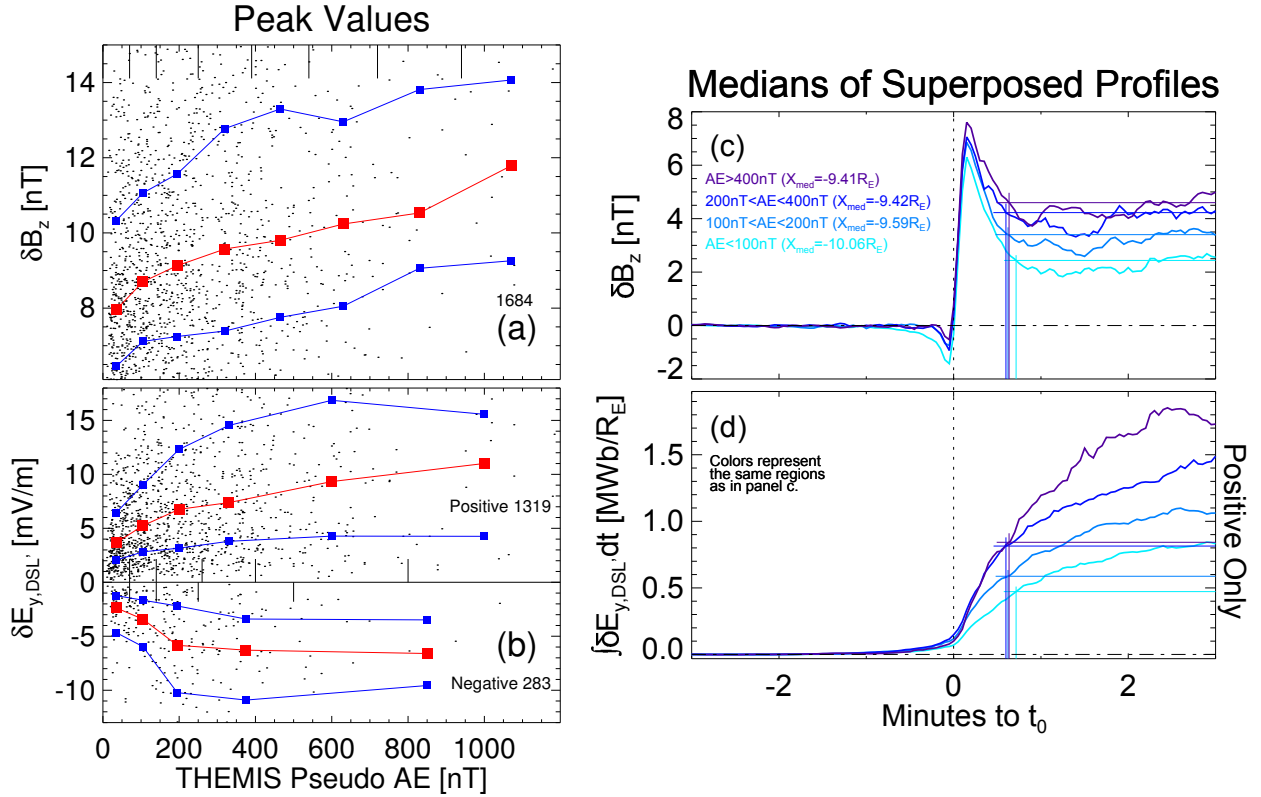 Peak Values
14
12
10
8
δB_z [nT]
1684
(a)
15
10
5
0
-5
-10
δE_y,DSL' [mV/m]
Positive 1319
(b)
Negative 283
0 200 400 600 800 1000
THEMIS Pseudo AE [nT]
Medians of Superposed Profiles
8
6
4
2
0
-2
δB_z [nT]
(c)
AE>400nT (X_med=-9.41R_E)
200nT<AE<400nT (X_med=-9.42R_E)
100nT<AE<200nT (X_med=-9.59R_E)
AE<100nT (X_med=-10.06R_E)
1.5
1.0
0.5
0.0
∫δE_y,DSL' dt [MWb/R_E]
(d)
Colors represent
the same regions
as in panel c.
Positive Only
-2 0 2
Minutes to t_0